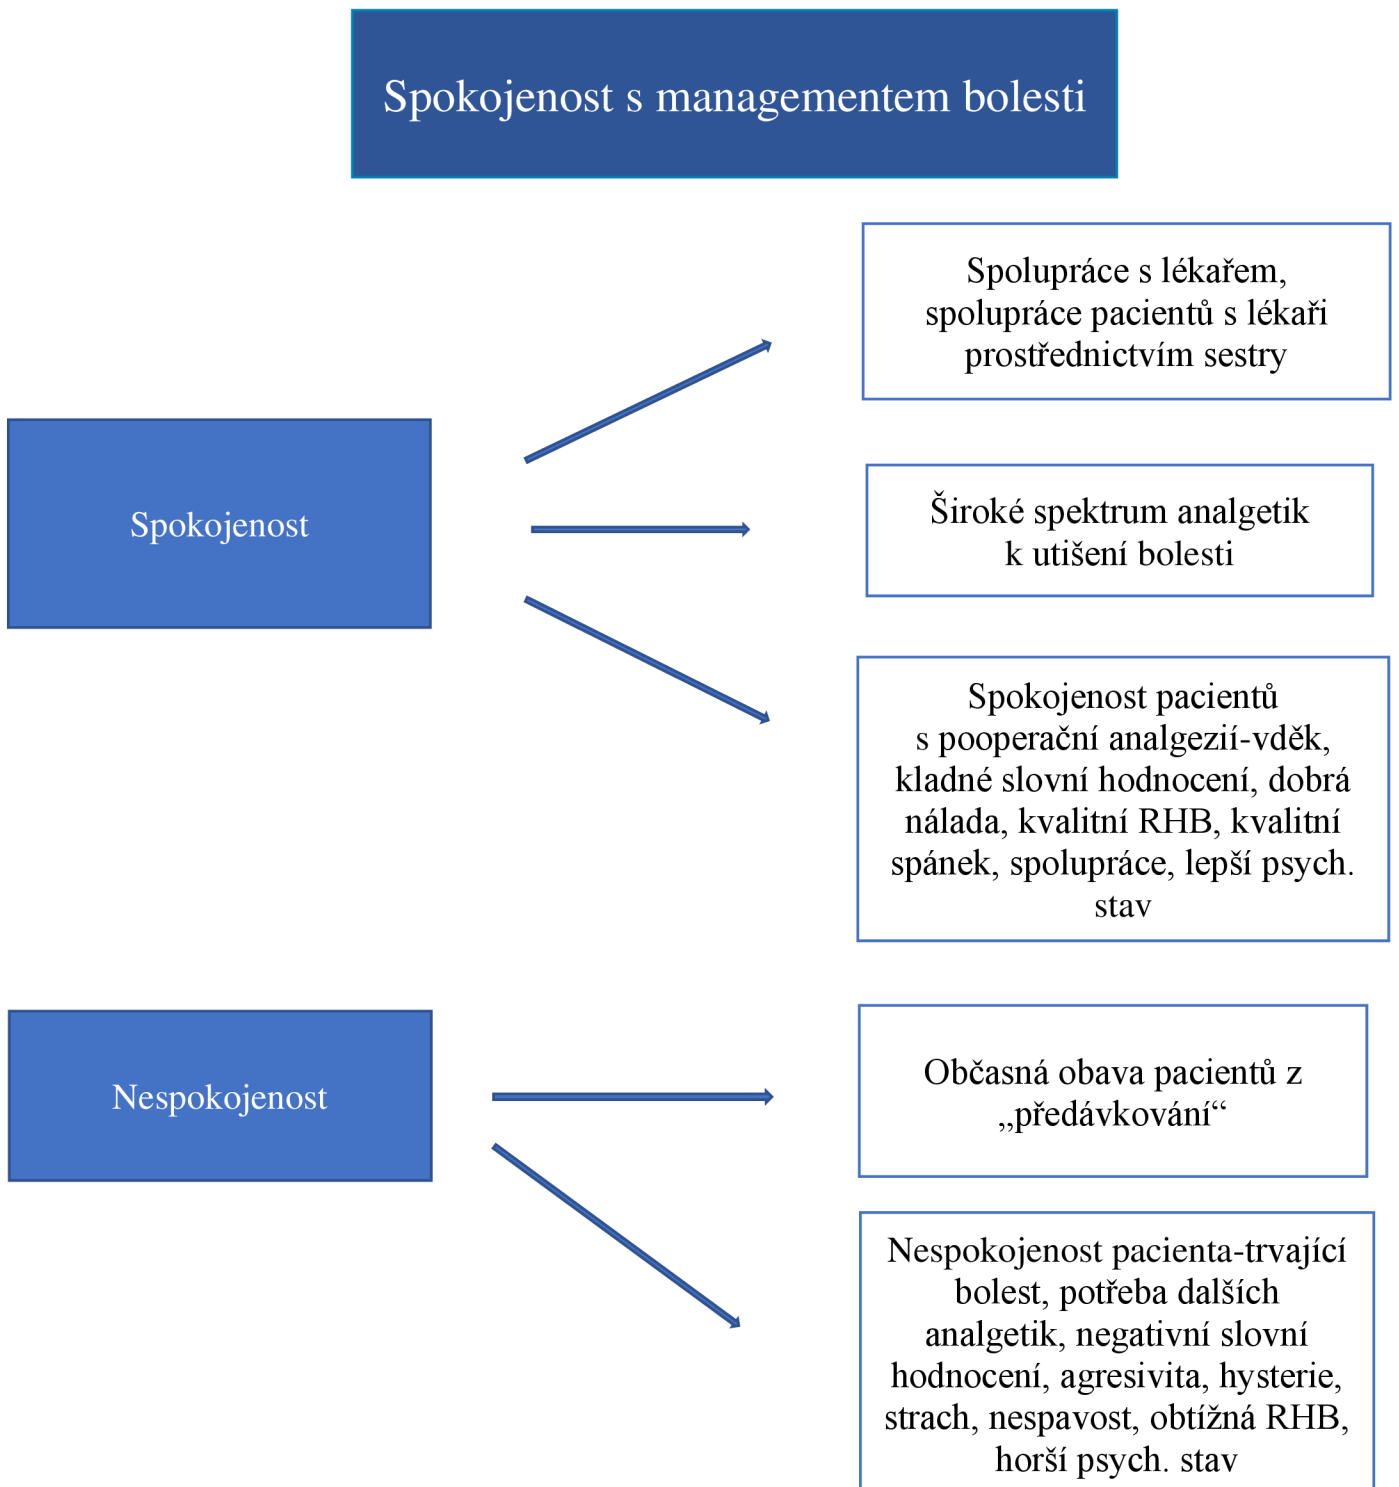 Spokojenost s managementem bolesti
Spolupráce s lékařem,
spolupráce pacientů s lékaři
prostřednictvím sestry
Spokojenost
Široké spektrum analgetik
k utišení bolesti
Spokojenost pacientů
s pooperační analgezií-vděk,
kladné slovní hodnocení, dobrá
nálada, kvalitní RHB, kvalitní
spánek, spolupráce, lepší psych.
stav
Nespokojenost
Občasná obava pacientů z
„předávkování“
Nespokojenost pacienta-trvající
bolest, potřeba dalších
analgetik, negativní slovní
hodnocení, agresivita, hysterie,
strach, nespavost, obtížná RHB,
horší psych. stav